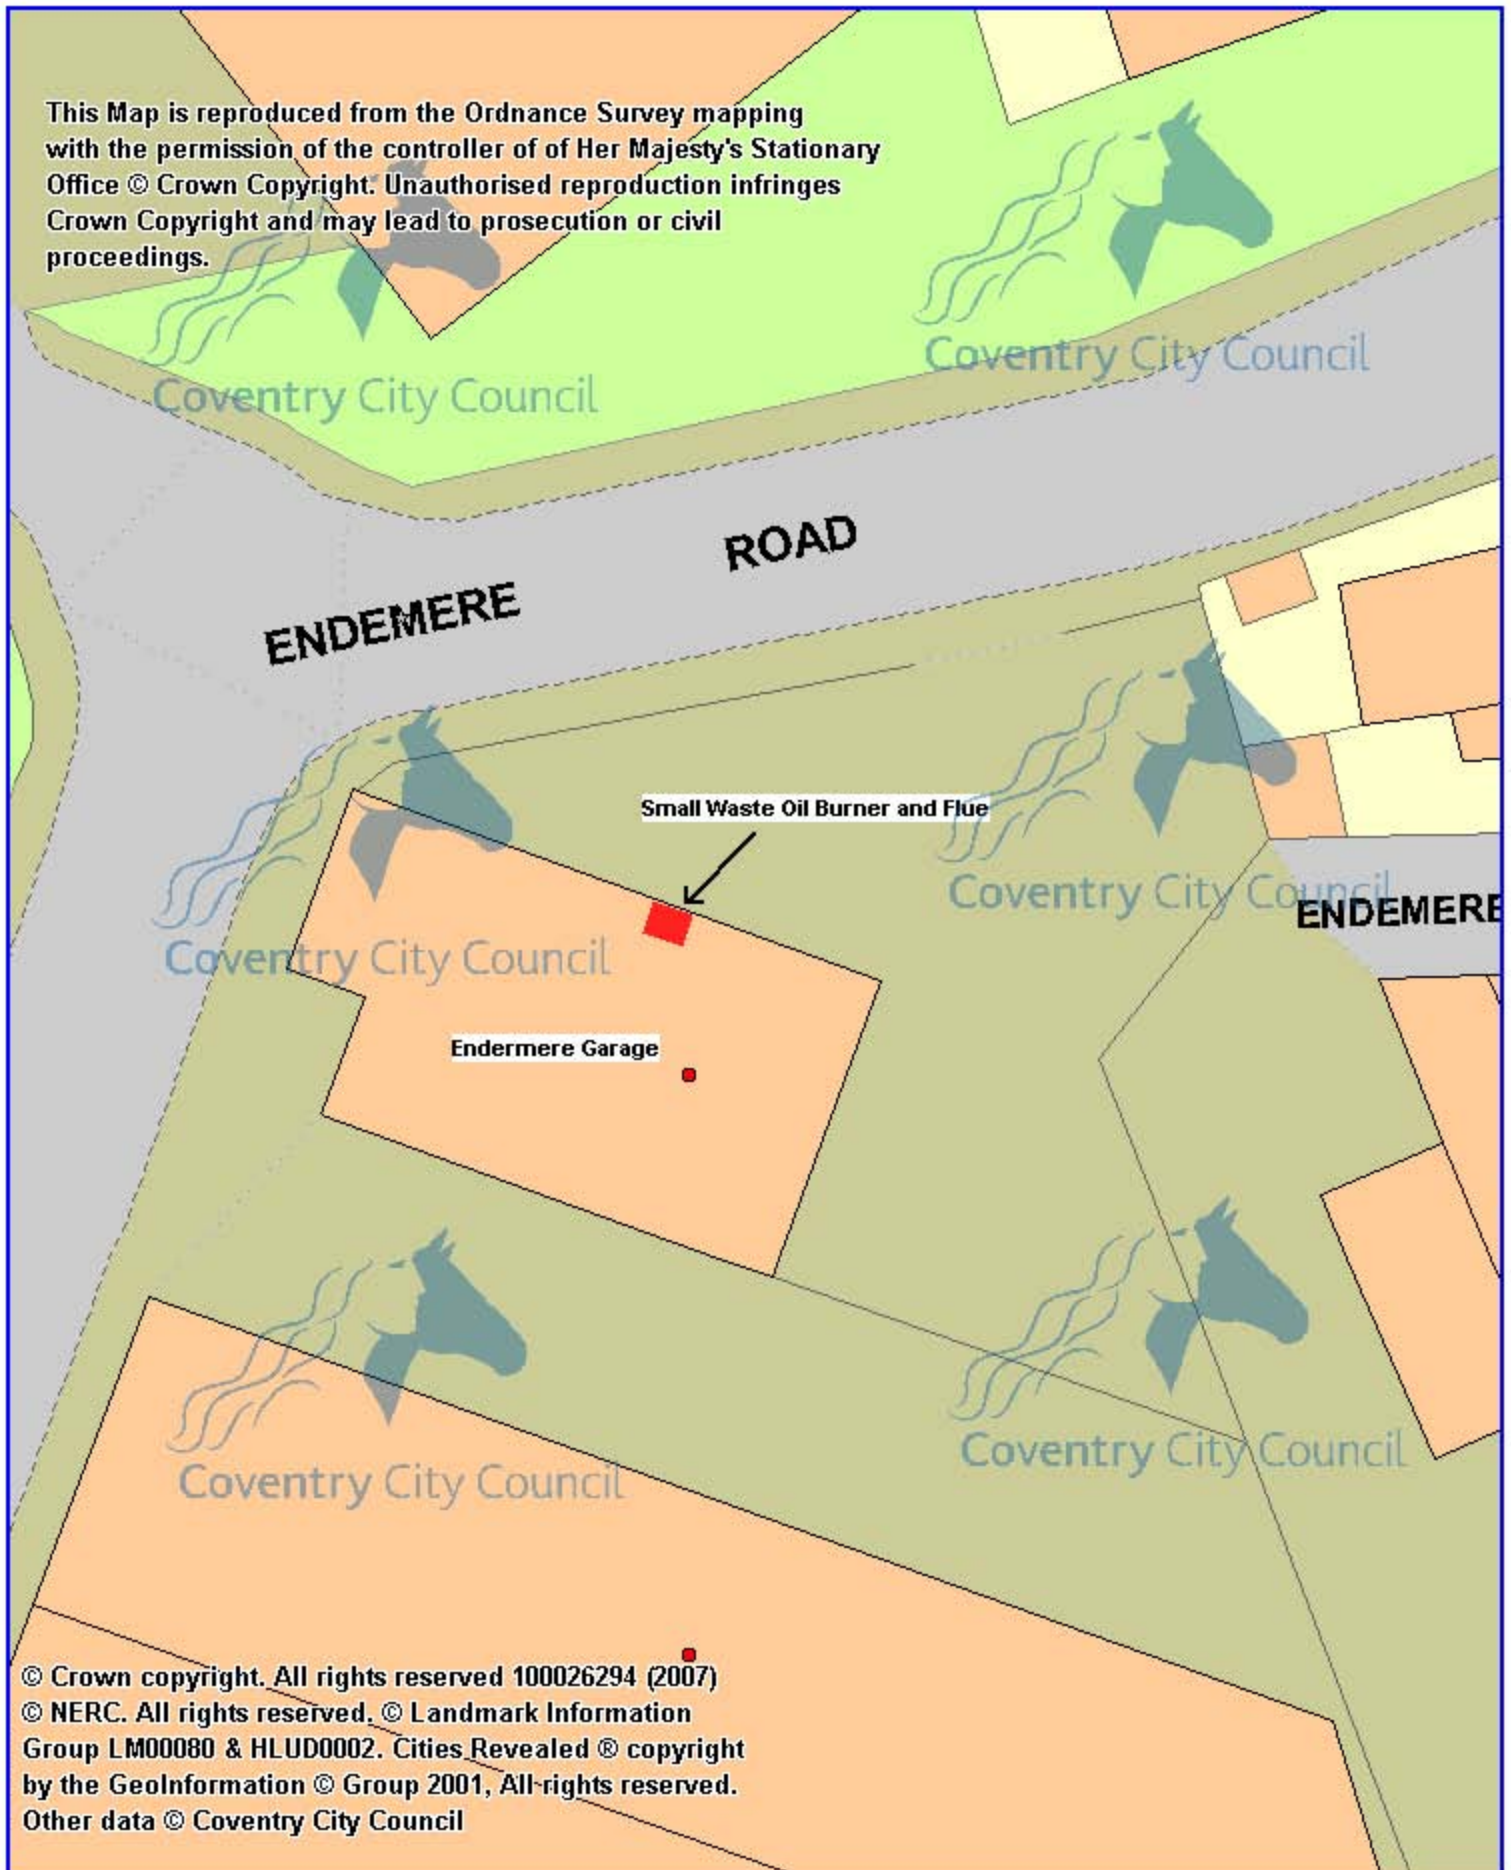 This Map is reproduced from the Ordnance Survey mapping
with the permission of the controller of of Her Majesty's Stationary
Office © Crown Copyright. Unauthorised reproduction infringes
Crown Copyright and may lead to prosecution or civil
proceedings.
Coventry City Council
Coventry City Council
ROAD
ENDEMERE
Small Waste Oil Burner and Flue
Coventry City Council
ENDEMERE
Coventry City Council
Endermere Garage
Coventry City Council
Coventry City Council
© Crown copyright. All rights reserved 100026294 (2007)
© NERC. All rights reserved. © Landmark Information
Group LM00080 & HLUD0002. Cities Revealed ® copyright
by the GeoInformation © Group 2001, All rights reserved.
Other data © Coventry City Council